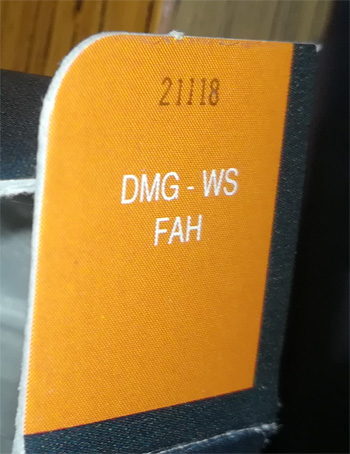 21118
DMG - WS
FAH